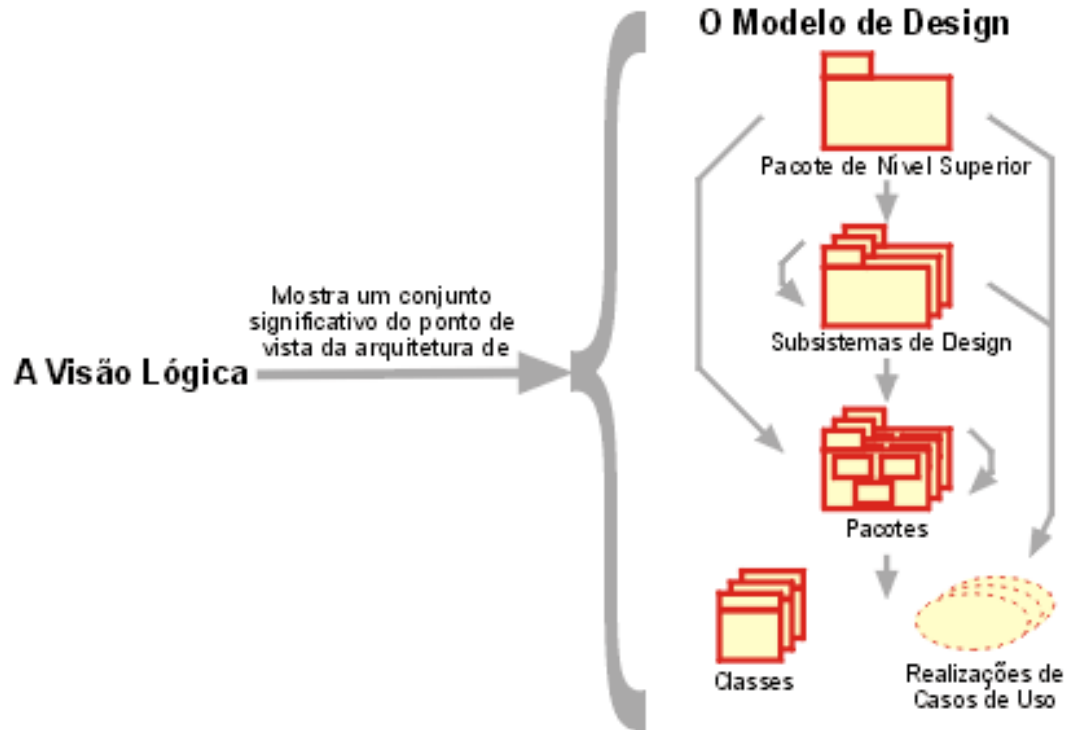 O Modelo de Design
Pacote de Nível Superior
Subsistemas de Design
Mostra um conjunto
significativo do ponto de
vista da arquitetura de
A Visão Lógica
Pacotes
Classes
Realizações de
Casos de Uso